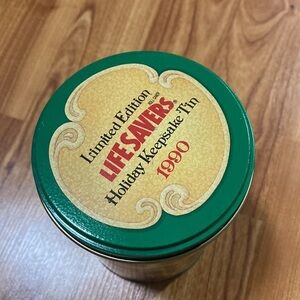 Limited Edition
LIFE SAVERS®
Holiday Keepsake Tin
1990